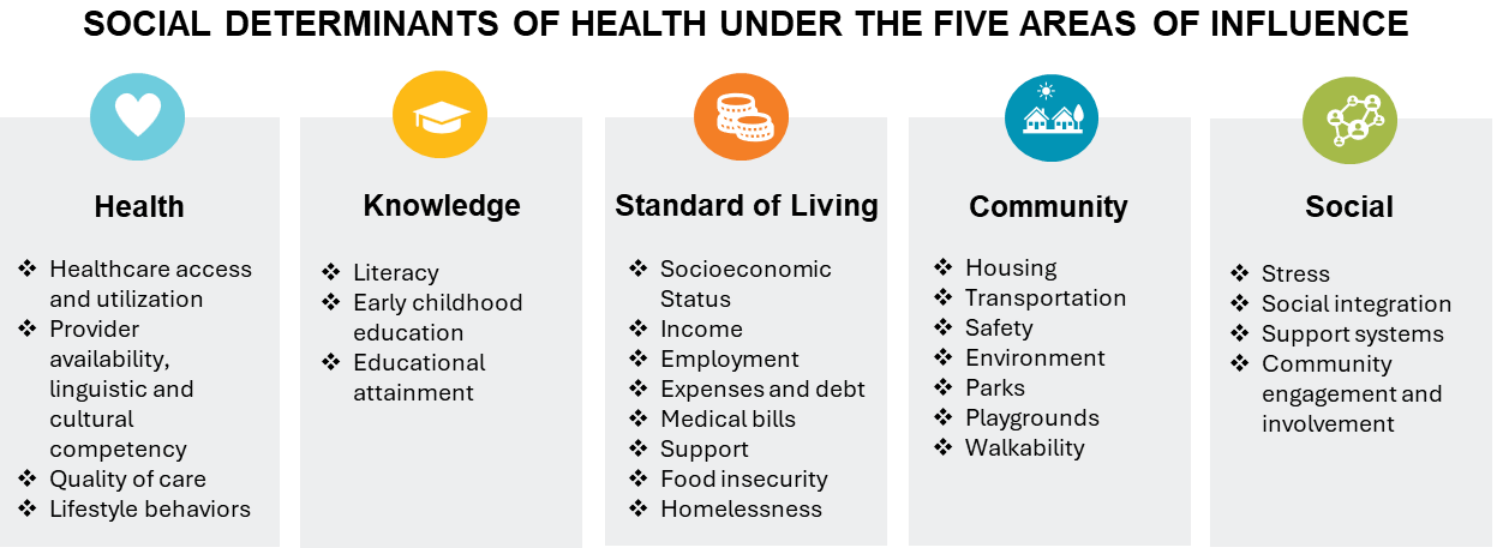 SOCIAL DETERMINANTS OF HEALTH UNDER THE FIVE AREAS OF INFLUENCE
Health
❖ Healthcare access
and utilization
❖ Provider
availability,
linguistic and
cultural
competency
❖ Quality of care
❖ Lifestyle behaviors
Knowledge
❖ Literacy
❖ Early childhood
education
❖ Educational
attainment
Standard of Living
❖ Socioeconomic
Status
❖ Income
❖ Employment
❖ Expenses and debt
❖ Medical bills
❖ Support
❖ Food insecurity
❖ Homelessness
Community
❖ Housing
❖ Transportation
❖ Safety
❖ Environment
❖ Parks
❖ Playgrounds
❖ Walkability
Social
❖ Stress
❖ Social integration
❖ Support systems
❖ Community
engagement and
involvement